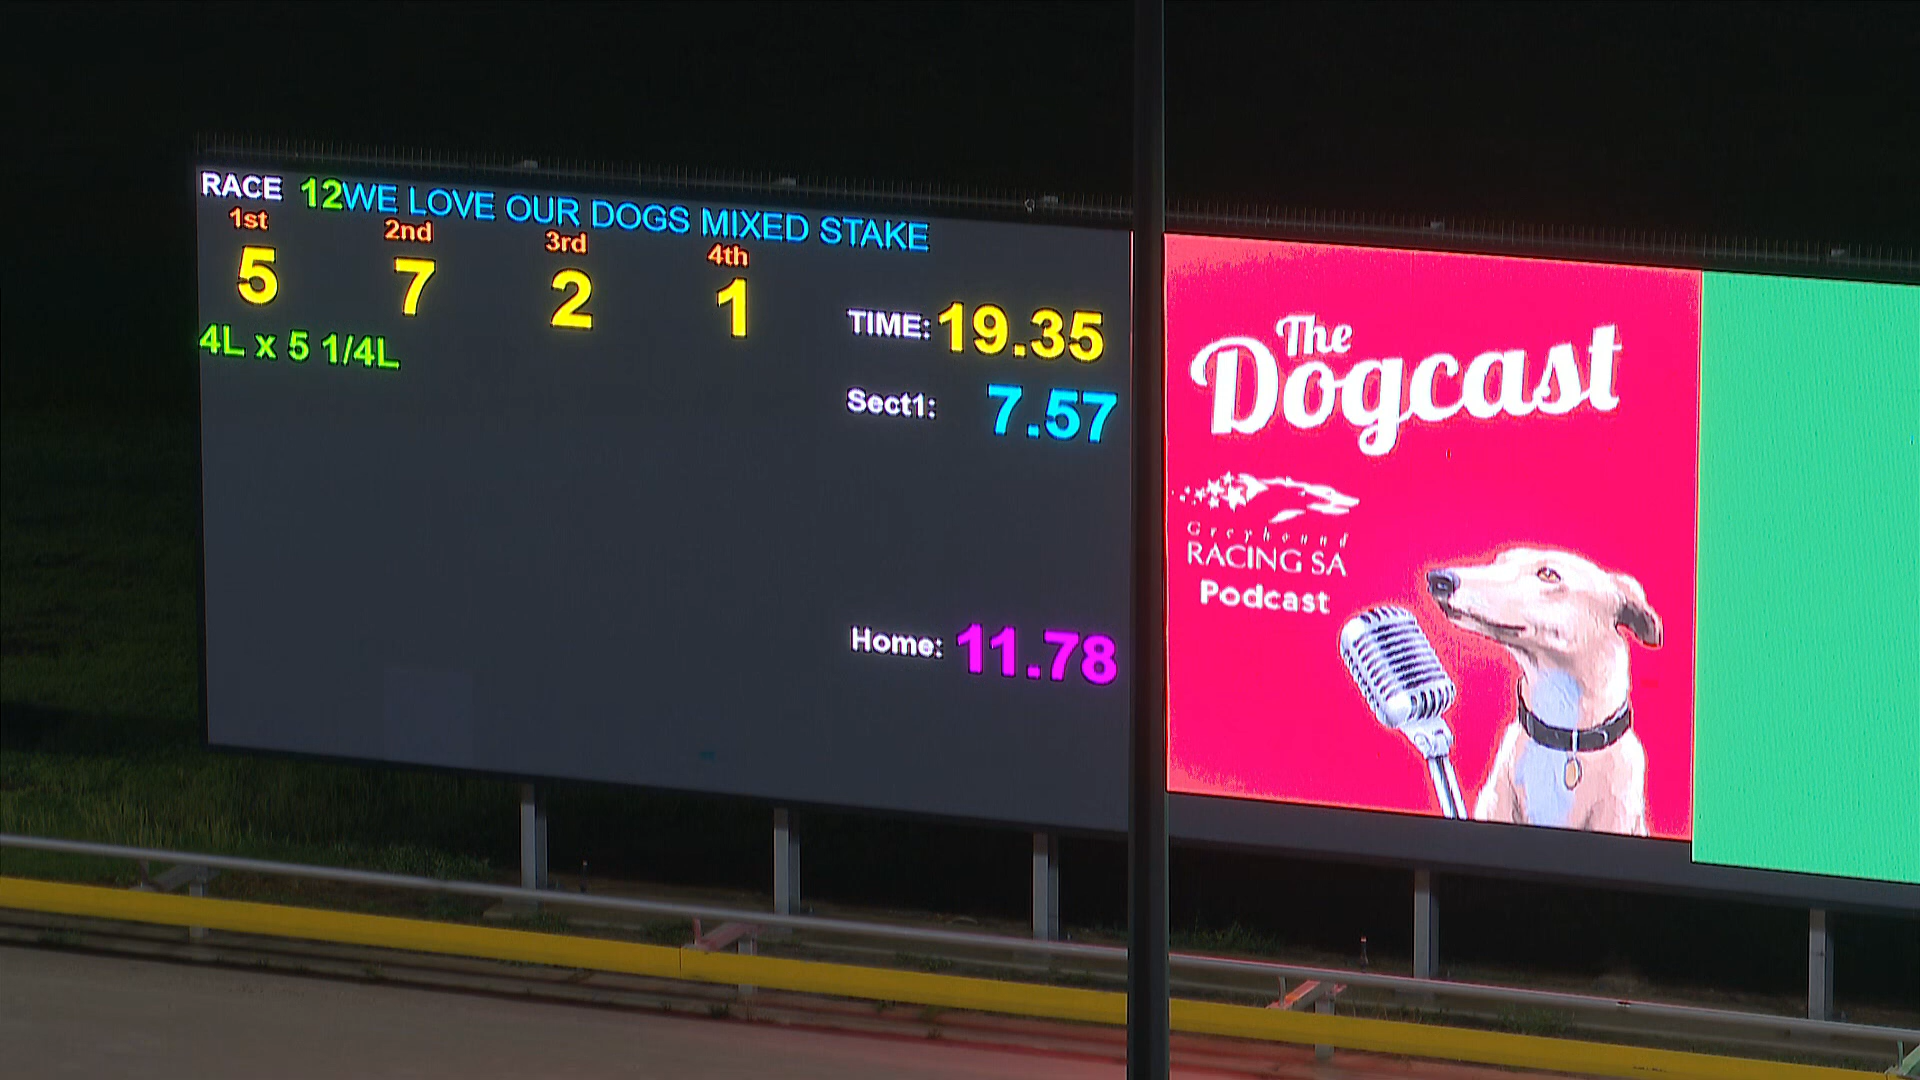 RACE 12WE LOVE OUR DOGS MIXED STAKE
1st 2nd 3rd 4th
5 7 2 1
4L x 5 1/4L
TIME: 19.35
Sect1: 7.57
Home: 11.78
The
Dogcast
Greyhound
RACING SA
Podcast